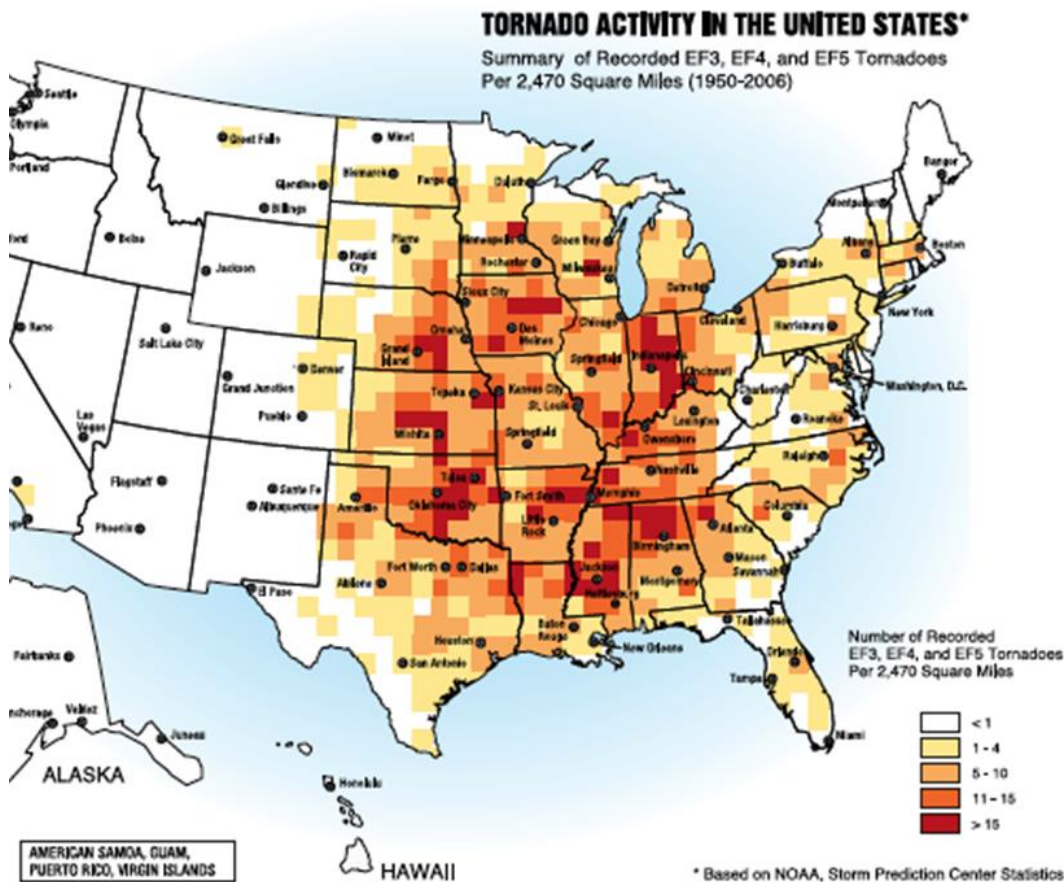 TORNADO ACTIVITY IN THE UNITED STATES*
Summary of Recorded EF3, EF4, and EF5 Tornadoes
Per 2,470 Square Miles (1950-2006)
Seattle
Olympia
Portland
Great Falls
Minot
Bismarck
Fargo
Duluth
Bangor
Glendive
Billings
Montpelier
Boise
Pierre
Minneapolis
Green Bay
Albany
Boston
Jackson
Rapid
City
Rochester
Milwaukee
Buffalo
Detroit
Sioux City
New York
Reno
Salt Lake City
Omaha
Des
Moines
Chicago
Cleveland
Harrisburg
Grand
Island
Springfield
Indianapolis
Denver
Grand Junction
Topeka
Kansas City
Cincinnati
Charleston
Washington, D.C.
Pueblo
St. Louis
Lexington
Roanoke
Las
Vegas
Wichita
Springfield
Owensboro
Raleigh
Nashville
Flagstaff
Santa Fe
Tulsa
Albuquerque
Amarillo
Oklahoma City
Fort Smith
Memphis
Columbia
Phoenix
Little
Rock
Atlanta
Birmingham
Fort Worth
Dallas
Jackson
Macon
Abilene
Montgomery
Savannah
El Paso
Hattiesburg
Baton
Rouge
Tallahassee
Houston
New Orleans
San Antonio
Orlando
Tampa
Miami
Fairbanks
Valdez
Juneau
ALASKA
Honolulu
HAWAII
AMERICAN SAMOA, GUAM,
PUERTO RICO, VIRGIN ISLANDS
Number of Recorded
EF3, EF4, and EF5 Tornadoes
Per 2,470 Square Miles
< 1
1 - 4
5 - 10
11 – 15
> 15
* Based on NOAA, Storm Prediction Center Statistics